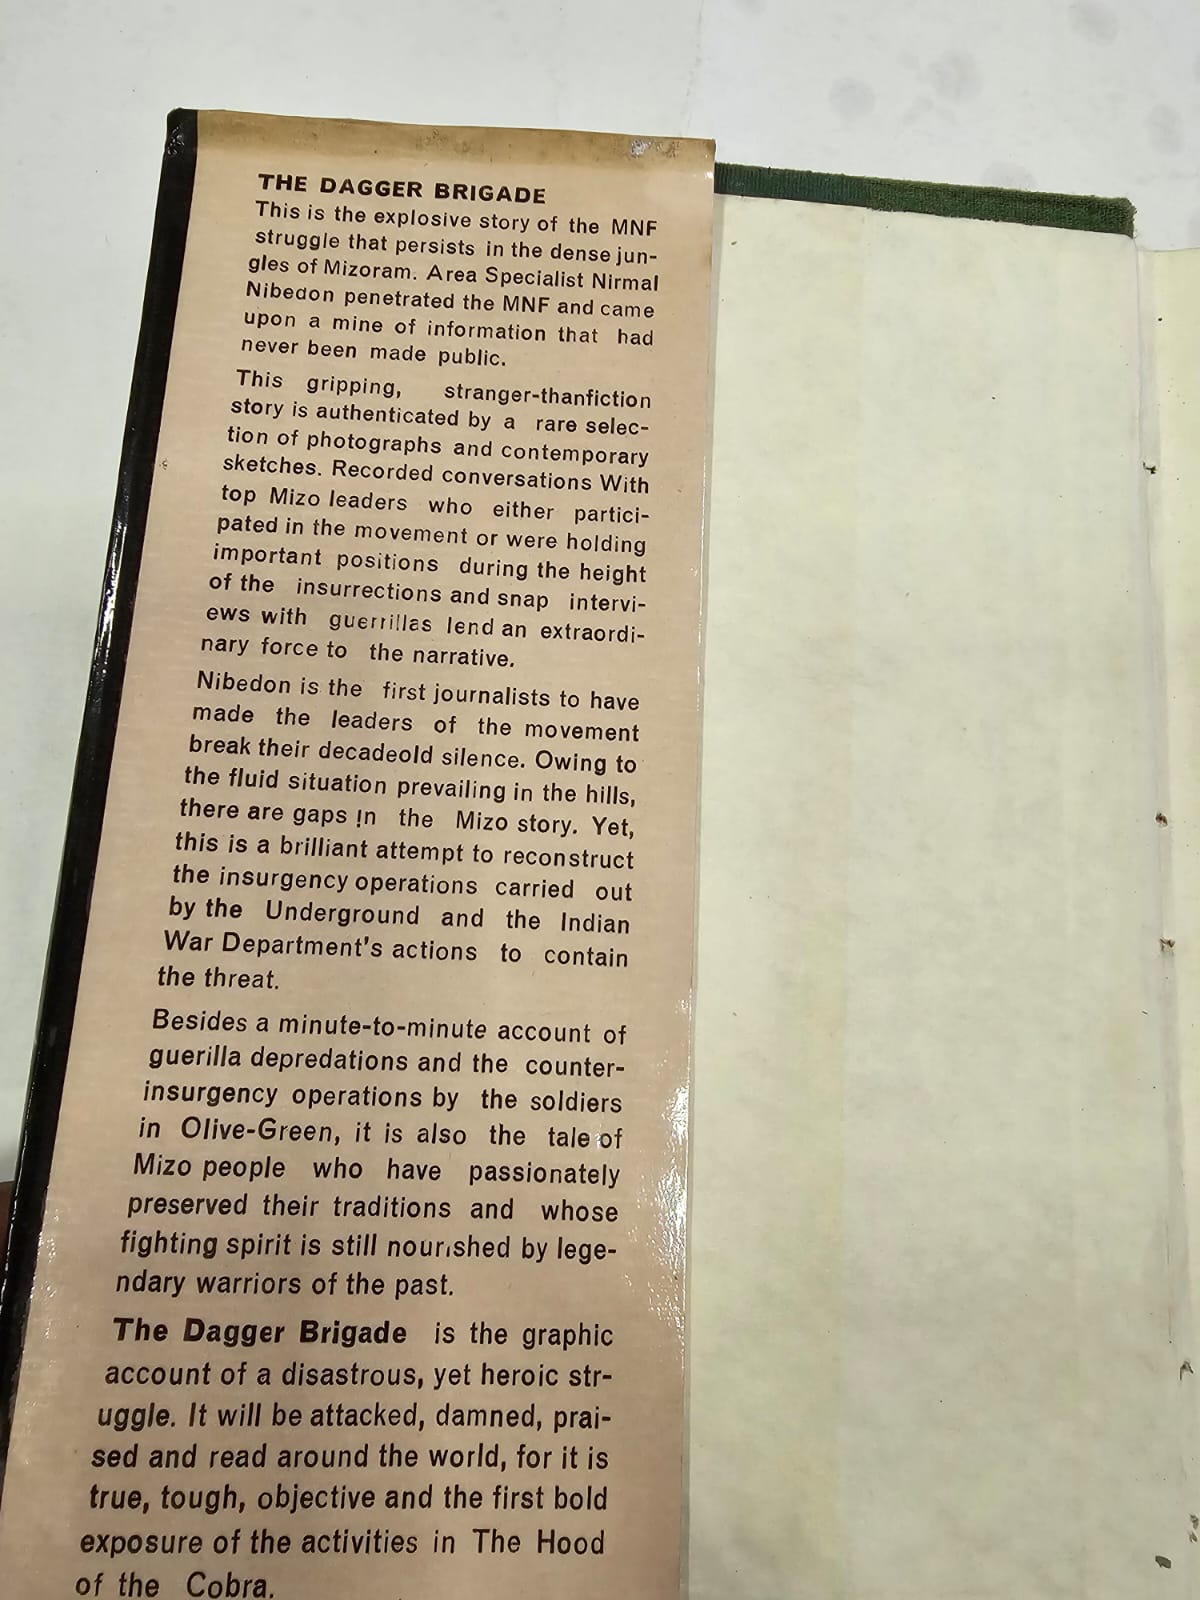 THE DAGGER BRIGADE
This is the explosive story of the MNF
struggle that persists in the dense jun-
gles of Mizoram. Area Specialist Nirmal
Nibedon penetrated the MNF and came
upon a mine of information that had
never been made public.
This gripping, stranger-thanfiction
story is authenticated by a rare selec-
tion of photographs and contemporary
sketches. Recorded conversations With
top Mizo leaders who either partici-
pated in the movement or were holding
important positions during the height
of the insurrections and snap intervi-
ews with guerrillas lend an extraordi-
nary force to the narrative.
Nibedon is the first journalists to have
made the leaders of the movement
break their decadeold silence. Owing to
the fluid situation prevailing in the hills,
there are gaps in the Mizo story. Yet,
this is a brilliant attempt to reconstruct
the insurgency operations carried out
by the Underground and the Indian
War Department's actions to contain
the threat.
Besides a minute-to-minute account of
guerilla depredations and the counter-
insurgency operations by the soldiers
in Olive-Green, it is also the tale of
Mizo people who have passionately
preserved their traditions and whose
fighting spirit is still nourished by lege-
ndary warriors of the past.
The Dagger Brigade is the graphic
account of a disastrous, yet heroic str-
uggle. It will be attacked, damned, prai-
sed and read around the world, for it is
true, tough, objective and the first bold
exposure of the activities in The Hood
of the Cobra.